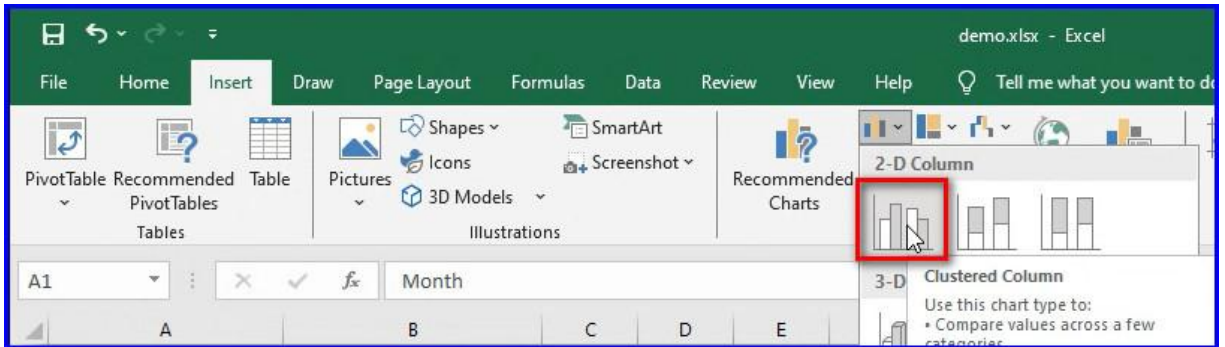 demo.xlsx - Excel
File Home Insert Draw Page Layout Formulas Data Review View Help Tell me what you want to do
PivotTable
Recommended
PivotTables
Table
Tables
Pictures
Shapes
Icons
3D Models
SmartArt
Screenshot
Illustrations
Recommended
Charts
2-D Column
3-D
Clustered Column
Use this chart type to:
• Compare values across a few
categories
A1 fx Month
A B C D E